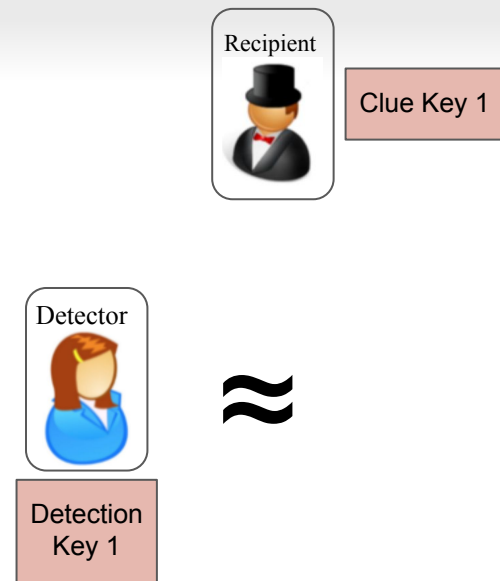 Recipient
Clue Key 1
Detector
≈
Detection
Key 1